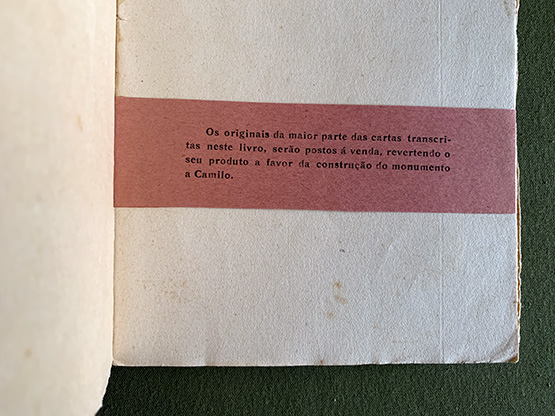 Os originais da maior parte das cartas transcri-
tas neste livro, serão postos á venda, revertendo o
seu produto a favor da construção do monumento
a Camilo.